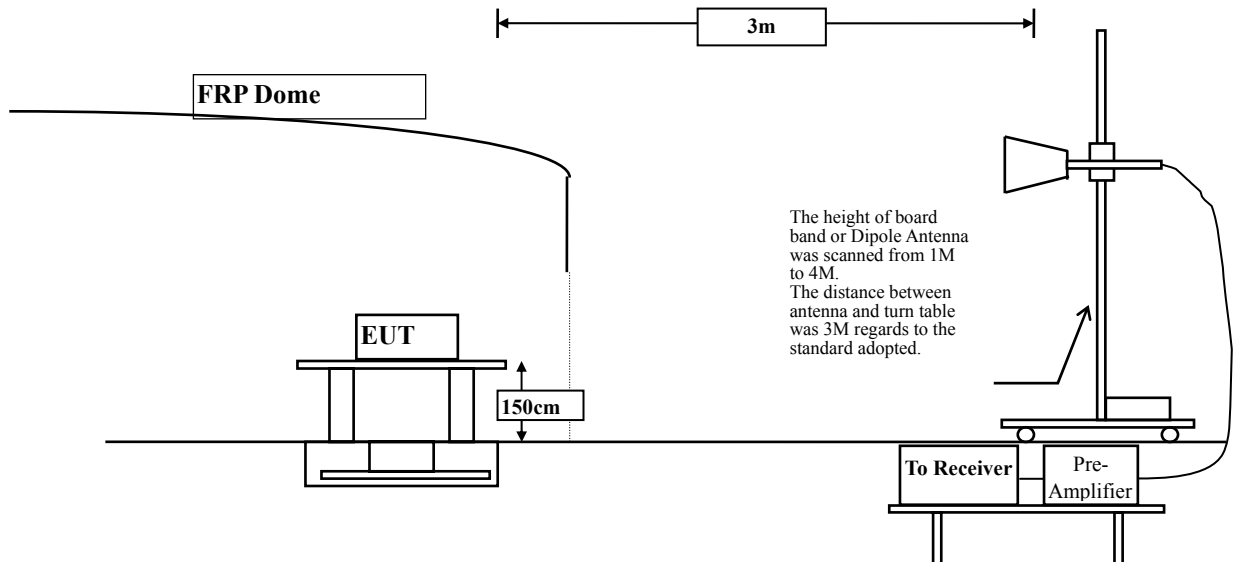 3m
FRP Dome
The height of board
band or Dipole Antenna
was scanned from 1M
to 4M.
The distance between
antenna and turn table
was 3M regards to the
standard adopted.
EUT
150cm
To Receiver
Pre-
Amplifier